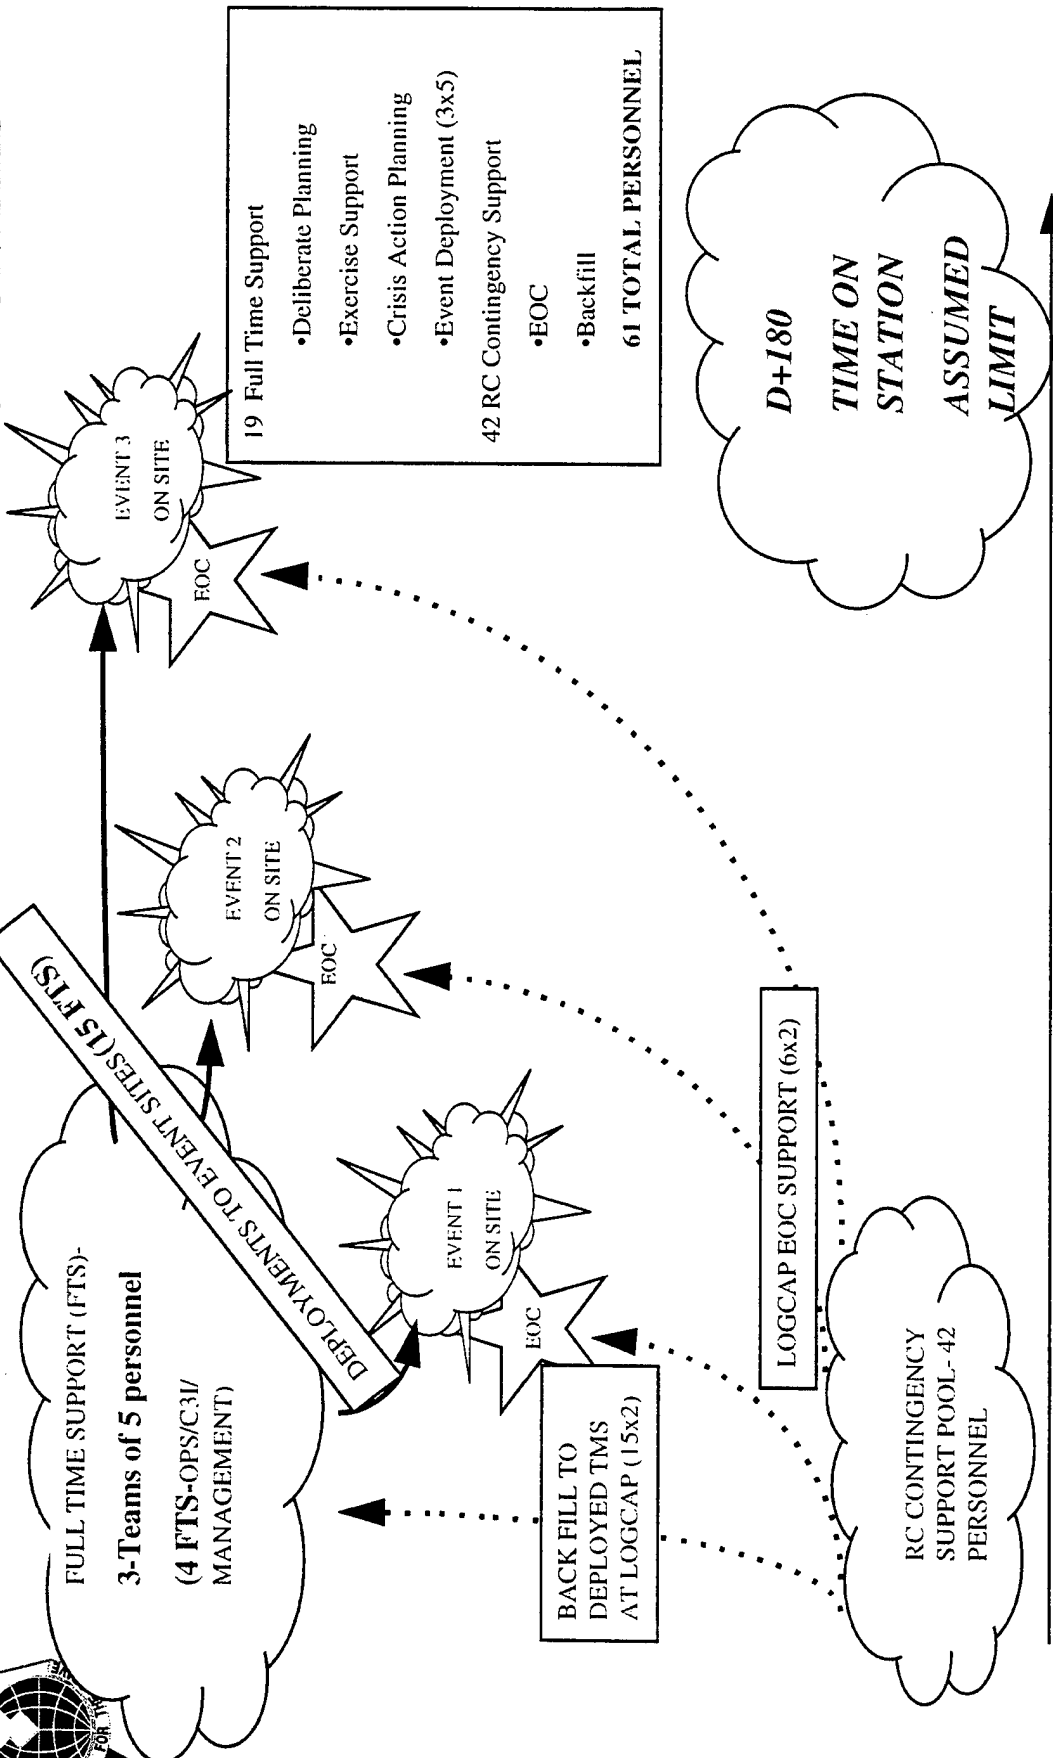 FULL TIME SUPPORT (FTS)-
3-Teams of 5 personnel
(4 FTS-OPS/C3I/
MANAGEMENT)
DEPLOYMENTS TO EVENT SITES (15 FTS)
EVENT 1
ON SITE
EOC
EVENT 2
ON SITE
EOC
EVENT 3
ON SITE
EOC
19 Full Time Support
•Deliberate Planning
•Exercise Support
•Crisis Action Planning
•Event Deployment (3x5)
42 RC Contingency Support
•EOC
•Backfill
61 TOTAL PERSONNEL
BACK FILL TO
DEPLOYED TMS
AT LOGCAP (15x2)
LOGCAP EOC SUPPORT (6x2)
RC CONTINGENCY
SUPPORT POOL- 42
PERSONNEL
D+180
TIME ON
STATION
ASSUMED
LIMIT
FOR TH